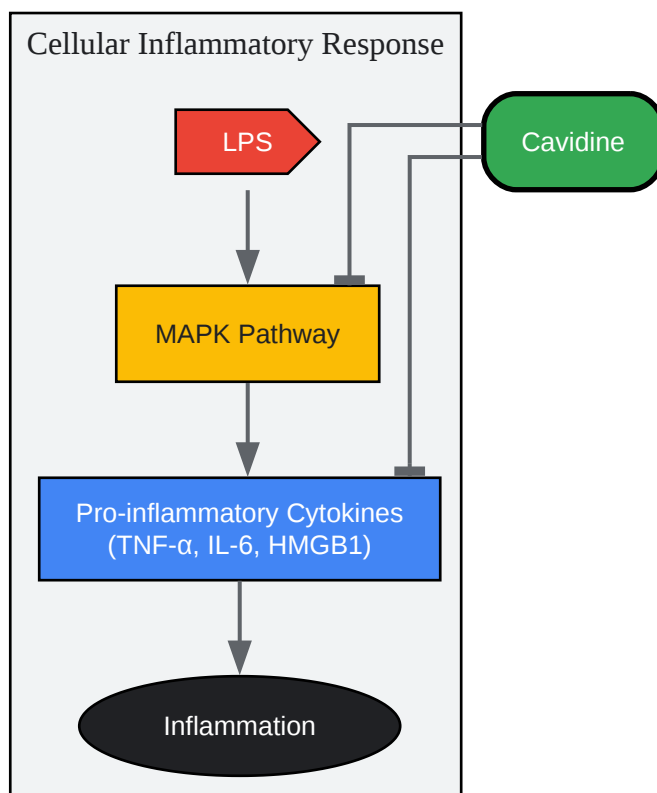 Cellular Inflammatory Response
LPS
Cavidine
MAPK Pathway
Pro-inflammatory Cytokines
(TNF-α, IL-6, HMGB1)
Inflammation